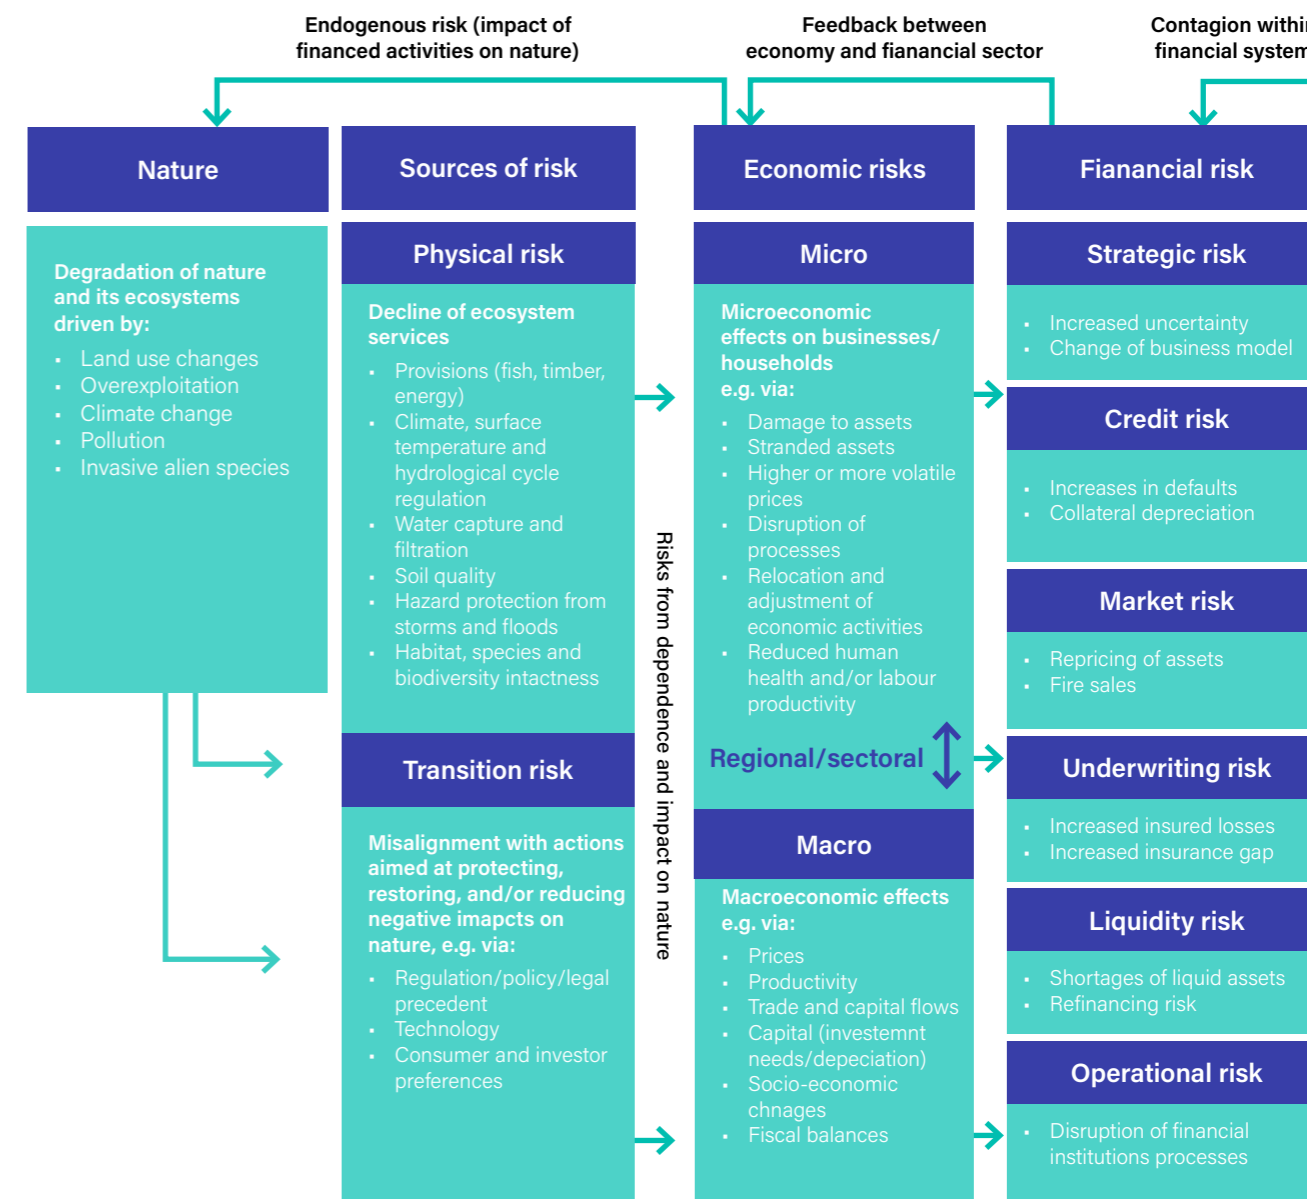 Endogenous risk (impact of
financed activities on nature)
Feedback between
economy and fianancial sector
Contagion within
financial system
Nature
Degradation of nature
and its ecosystems
driven by:
Land use changes
Overexploitation
Climate change
Pollution
Invasive alien species
Sources of risk
Physical risk
Decline of ecosystem
services
Provisions (fish, timber,
energy)
Climate, surface
temperature and
hydrological cycle
regulation
Water capture and
filtration
Soil quality
Hazard protection from
storms and floods
Habitat, species and
biodiversity intactness
Transition risk
Misalignment with actions
aimed at protecting,
restoring, and/or reducing
negative imapcts on
nature, e.g. via:
Regulation/policy/legal
precedent
Technology
Consumer and investor
preferences
Risks from dependence and impact on nature
Economic risks
Micro
Microeconomic
effects on businesses/
households
e.g. via:
Damage to assets
Stranded assets
Higher or more volatile
prices
Disruption of
processes
Relocation and
adjustment of
economic activities
Reduced human
health and/or labour
productivity
Regional/sectoral
Macro
Macroeconomic effects
e.g. via:
Prices
Productivity
Trade and capital flows
Capital (investemnt
needs/depeciation)
Socio-economic
chnages
Fiscal balances
Fianancial risk
Strategic risk
Increased uncertainty
Change of business model
Credit risk
Increases in defaults
Collateral depreciation
Market risk
Repricing of assets
Fire sales
Underwriting risk
Increased insured losses
Increased insurance gap
Liquidity risk
Shortages of liquid assets
Refinancing risk
Operational risk
Disruption of financial
institutions processes